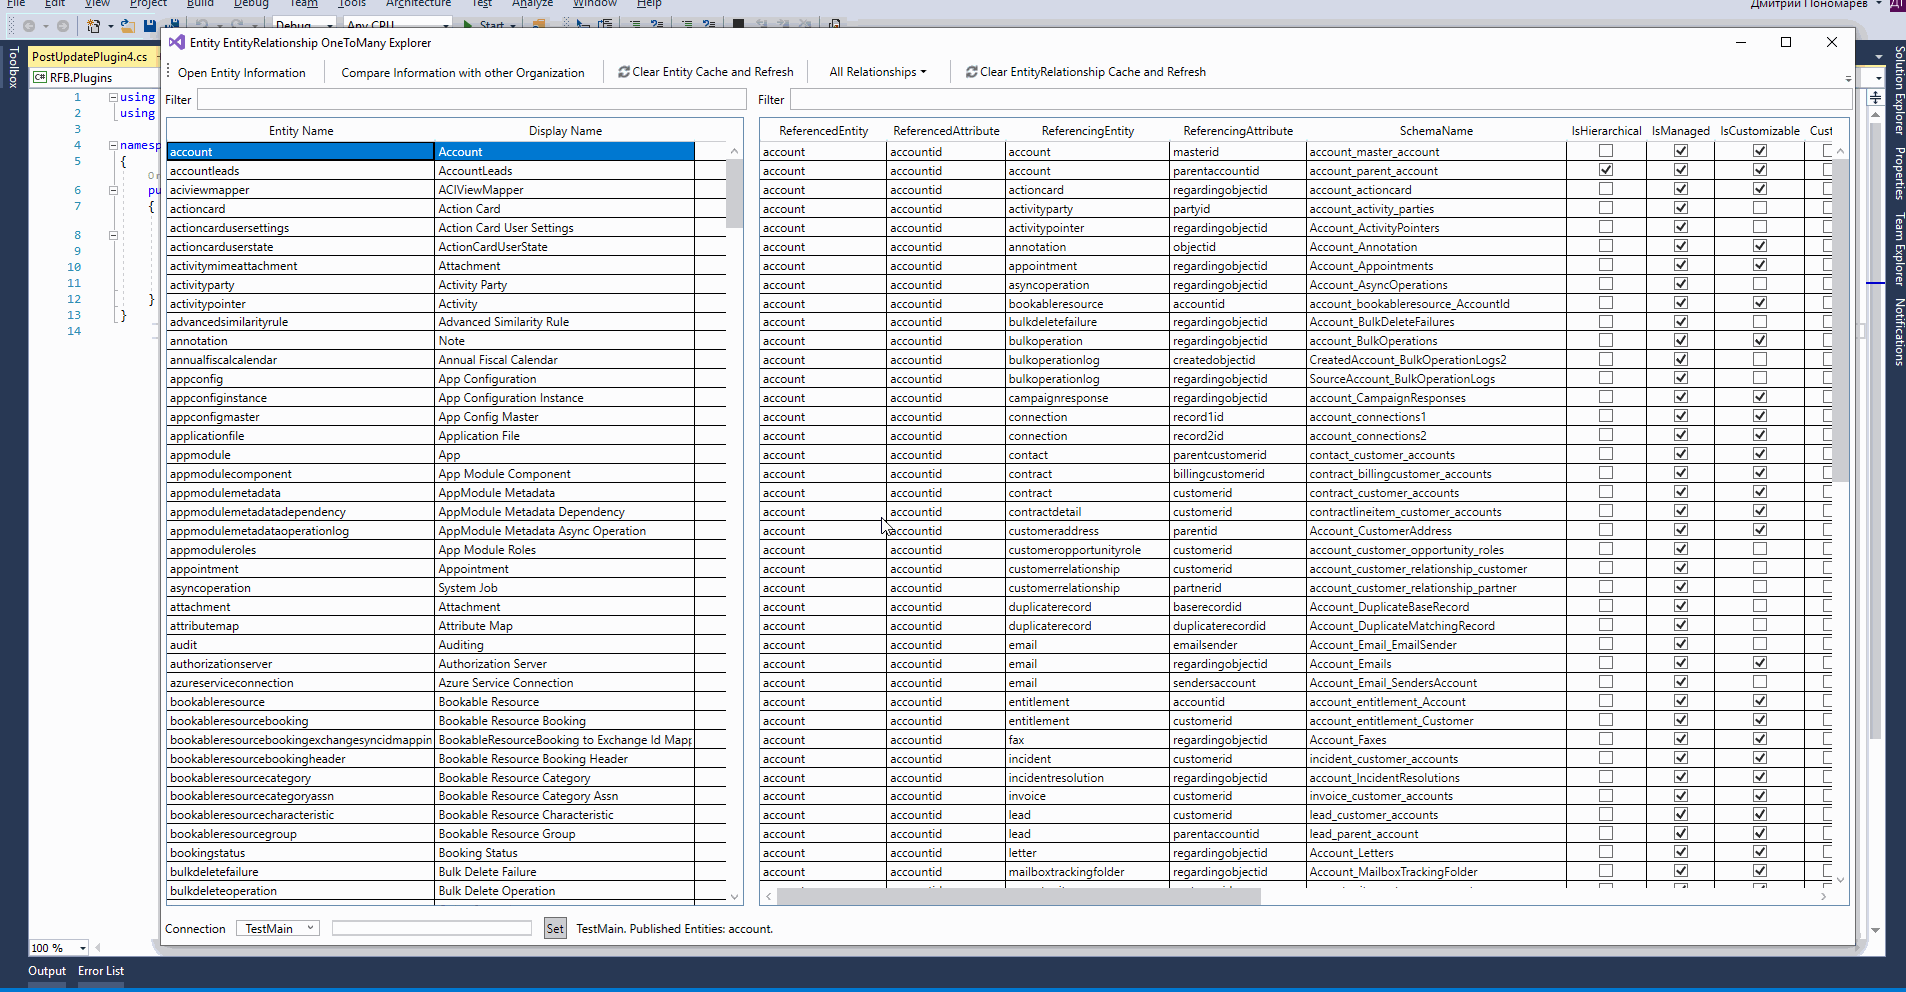 File Edit View Project Build Debug Team Tools Architecture Test Analyze Window Help Дмитрий Пономарев ДП
Debug Any CPU Start
Toolbox
PostUpdatePlugin4.cs
C# RFB.Plugins
1 using
2 using
3
4 namesp
5 {
6 pu
7 {
8
9
10
11
12 }
13 }
14
100 %
Output Error List
Solution Explorer
Properties
Team Explorer
Notifications
Entity EntityRelationship OneToMany Explorer
Open Entity Information Compare Information with other Organization Clear Entity Cache and Refresh All Relationships Clear EntityRelationship Cache and Refresh
Filter
Filter
Entity Name Display Name
account Account
accountleads AccountLeads
aciviewmapper ACIViewMapper
actioncard Action Card
actioncardusersettings Action Card User Settings
actioncarduserstate ActionCardUserState
activitymimeattachment Attachment
activityparty Activity Party
activitypointer Activity
advancedsimilarityrule Advanced Similarity Rule
annotation Note
annualfiscalcalendar Annual Fiscal Calendar
appconfig App Configuration
appconfiginstance App Configuration Instance
appconfigmaster App Config Master
applicationfile Application File
appmodule App
appmodulecomponent App Module Component
appmodulemetadata AppModule Metadata
appmodulemetadatadependency AppModule Metadata Dependency
appmodulemetadataoperationlog AppModule Metadata Async Operation
appmoduleroles App Module Roles
appointment Appointment
asyncoperation System Job
attachment Attachment
attributemap Attribute Map
audit Auditing
authorizationserver Authorization Server
azureserviceconnection Azure Service Connection
bookableresource Bookable Resource
bookableresourcebooking Bookable Resource Booking
bookableresourcebookingexchangesyncidmappin BookableResourceBooking to Exchange Id Mapp
bookableresourcebookingheader Bookable Resource Booking Header
bookableresourcecategory Bookable Resource Category
bookableresourcecategoryassn Bookable Resource Category Assn
bookableresourcecharacteristic Bookable Resource Characteristic
bookableresourcegroup Bookable Resource Group
bookingstatus Booking Status
bulkdeletefailure Bulk Delete Failure
bulkdeleteoperation Bulk Delete Operation
ReferencedEntity ReferencedAttribute ReferencingEntity ReferencingAttribute SchemaName IsHierarchical IsManaged IsCustomizable Cust
account accountid account masterid account_master_account
account accountid account parentaccountid account_parent_account
account accountid actioncard regardingobjectid account_actioncard
account accountid activityparty partyid account_activity_parties
account accountid activitypointer regardingobjectid Account_ActivityPointers
account accountid annotation objectid Account_Annotation
account accountid appointment regardingobjectid Account_Appointments
account accountid asyncoperation regardingobjectid Account_AsyncOperations
account accountid bookableresource accountid account_bookableresource_AccountId
account accountid bulkdeletefailure regardingobjectid Account_BulkDeleteFailures
account accountid bulkoperation regardingobjectid account_BulkOperations
account accountid bulkoperationlog createdobjectid CreatedAccount_BulkOperationLogs2
account accountid bulkoperationlog regardingobjectid SourceAccount_BulkOperationLogs
account accountid campaignresponse regardingobjectid Account_CampaignResponses
account accountid connection record1id account_connections1
account accountid connection record2id account_connections2
account accountid contact parentcustomerid contact_customer_accounts
account accountid contract billingcustomerid contract_billingcustomer_accounts
account accountid contract customerid contract_customer_accounts
account accountid contractdetail customerid contractlineitem_customer_accounts
account accountid customeraddress parentid Account_CustomerAddress
account accountid customeropportunityrole customerid account_customer_opportunity_roles
account accountid customerrelationship customerid account_customer_relationship_customer
account accountid customerrelationship partnerid account_customer_relationship_partner
account accountid duplicaterecord baserecordid Account_DuplicateBaseRecord
account accountid duplicaterecord duplicaterecordid Account_DuplicateMatchingRecord
account accountid email emailsender Account_Email_EmailSender
account accountid email regardingobjectid Account_Emails
account accountid email sendersaccount Account_Email_SendersAccount
account accountid entitlement accountid account_entitlement_Account
account accountid entitlement customerid account_entitlement_Customer
account accountid fax regardingobjectid Account_Faxes
account accountid incident customerid incident_customer_accounts
account accountid incidentresolution regardingobjectid account_IncidentResolutions
account accountid invoice customerid invoice_customer_accounts
account accountid lead customerid lead_customer_accounts
account accountid lead parentaccountid lead_parent_account
account accountid letter regardingobjectid Account_Letters
account accountid mailboxtrackingfolder regardingobjectid Account_MailboxTrackingFolder
Connection TestMain Set TestMain. Published Entities: account.